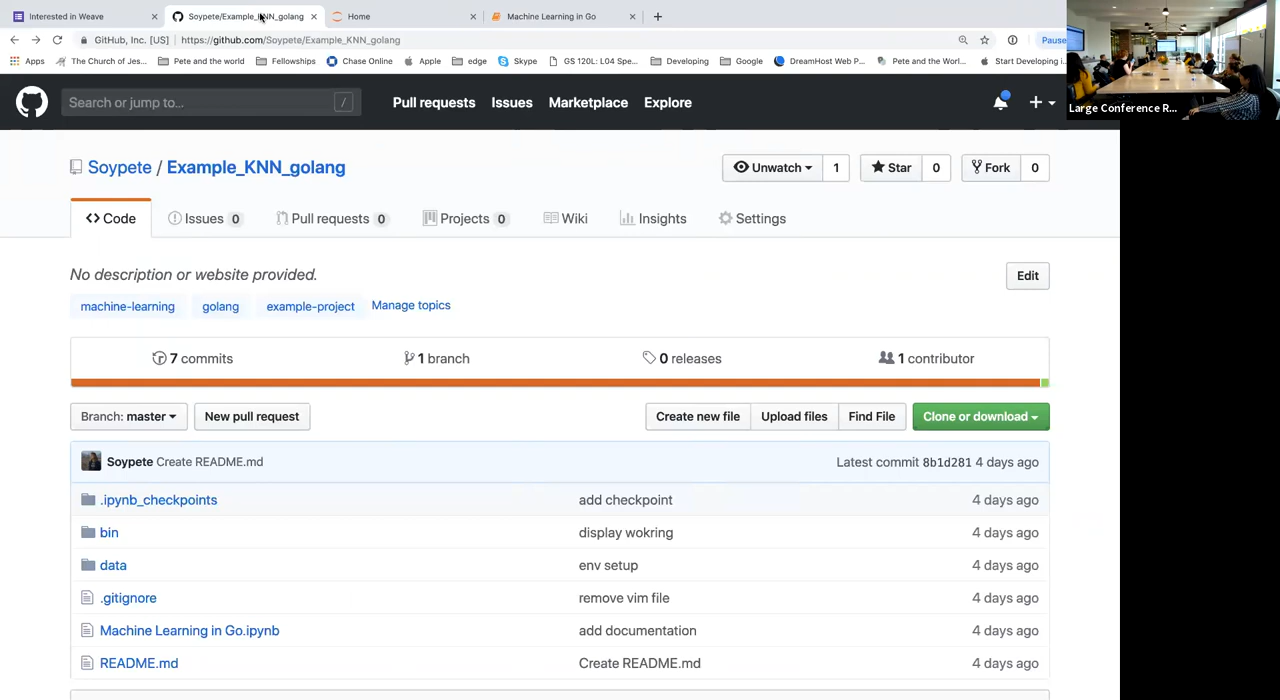 Interested in Weave
Soypete/Example_KNN_golang
Home
Machine Learning in Go
GitHub, Inc. [US] | https://github.com/Soypete/Example_KNN_golang
Pause
Apps The Church of Jes... Pete and the world Fellowships Chase Online Apple edge Skype GS 120L: L04 Spe... Developing Google DreamHost Web P... Pete and the Worl... Start Developing i
Large Conference R...
Search or jump to... /
Pull requests Issues Marketplace Explore
Soypete / Example_KNN_golang
Unwatch 1 Star 0 Fork 0
Code Issues 0 Pull requests 0 Projects 0 Wiki Insights Settings
No description or website provided.
Edit
machine-learning golang example-project Manage topics
7 commits 1 branch 0 releases 1 contributor
Branch: master New pull request Create new file Upload files Find File Clone or download
Soypete Create README.md Latest commit 8b1d281 4 days ago
.ipynb_checkpoints add checkpoint 4 days ago
bin display wokring 4 days ago
data env setup 4 days ago
.gitignore remove vim file 4 days ago
Machine Learning in Go.ipynb add documentation 4 days ago
README.md Create README.md 4 days ago